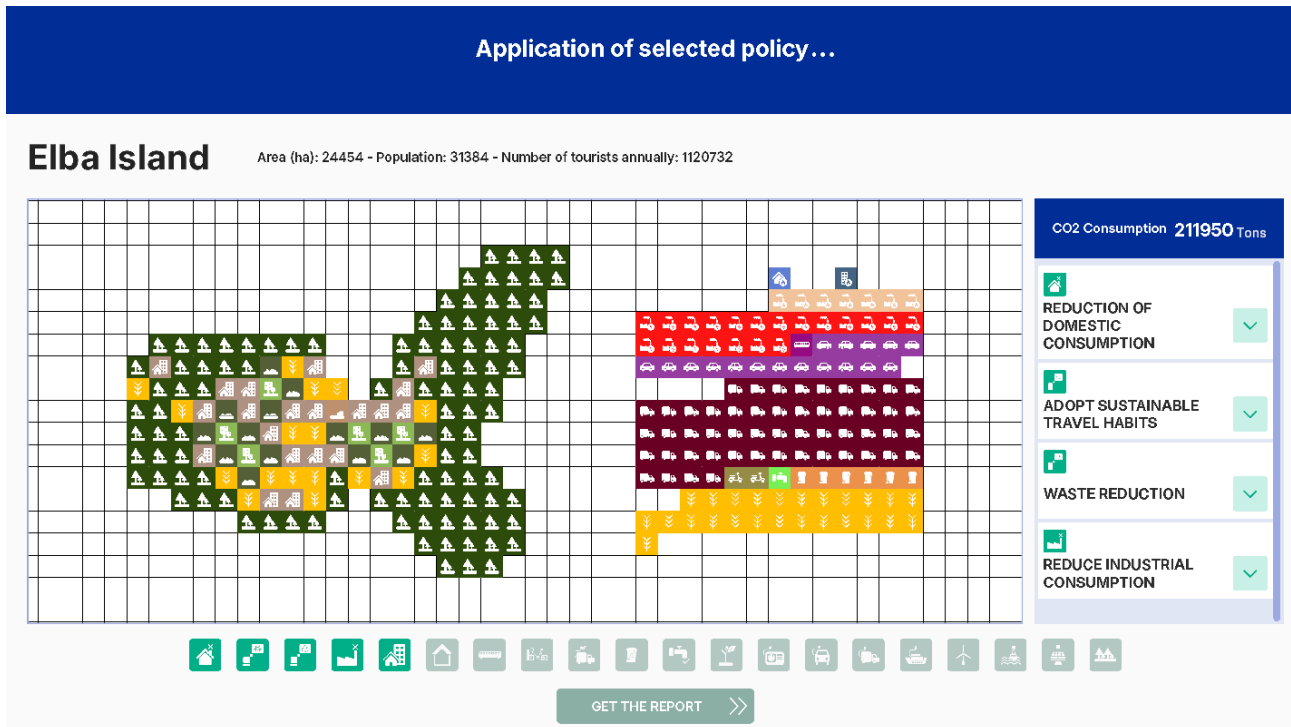 Application of selected policy...
Elba Island
Area (ha): 24454 - Population: 31384 - Number of tourists annually: 1120732
CO2 Consumption 211950 Tons
REDUCTION OF
DOMESTIC
CONSUMPTION
ADOPT SUSTAINABLE
TRAVEL HABITS
WASTE REDUCTION
REDUCE INDUSTRIAL
CONSUMPTION
GET THE REPORT